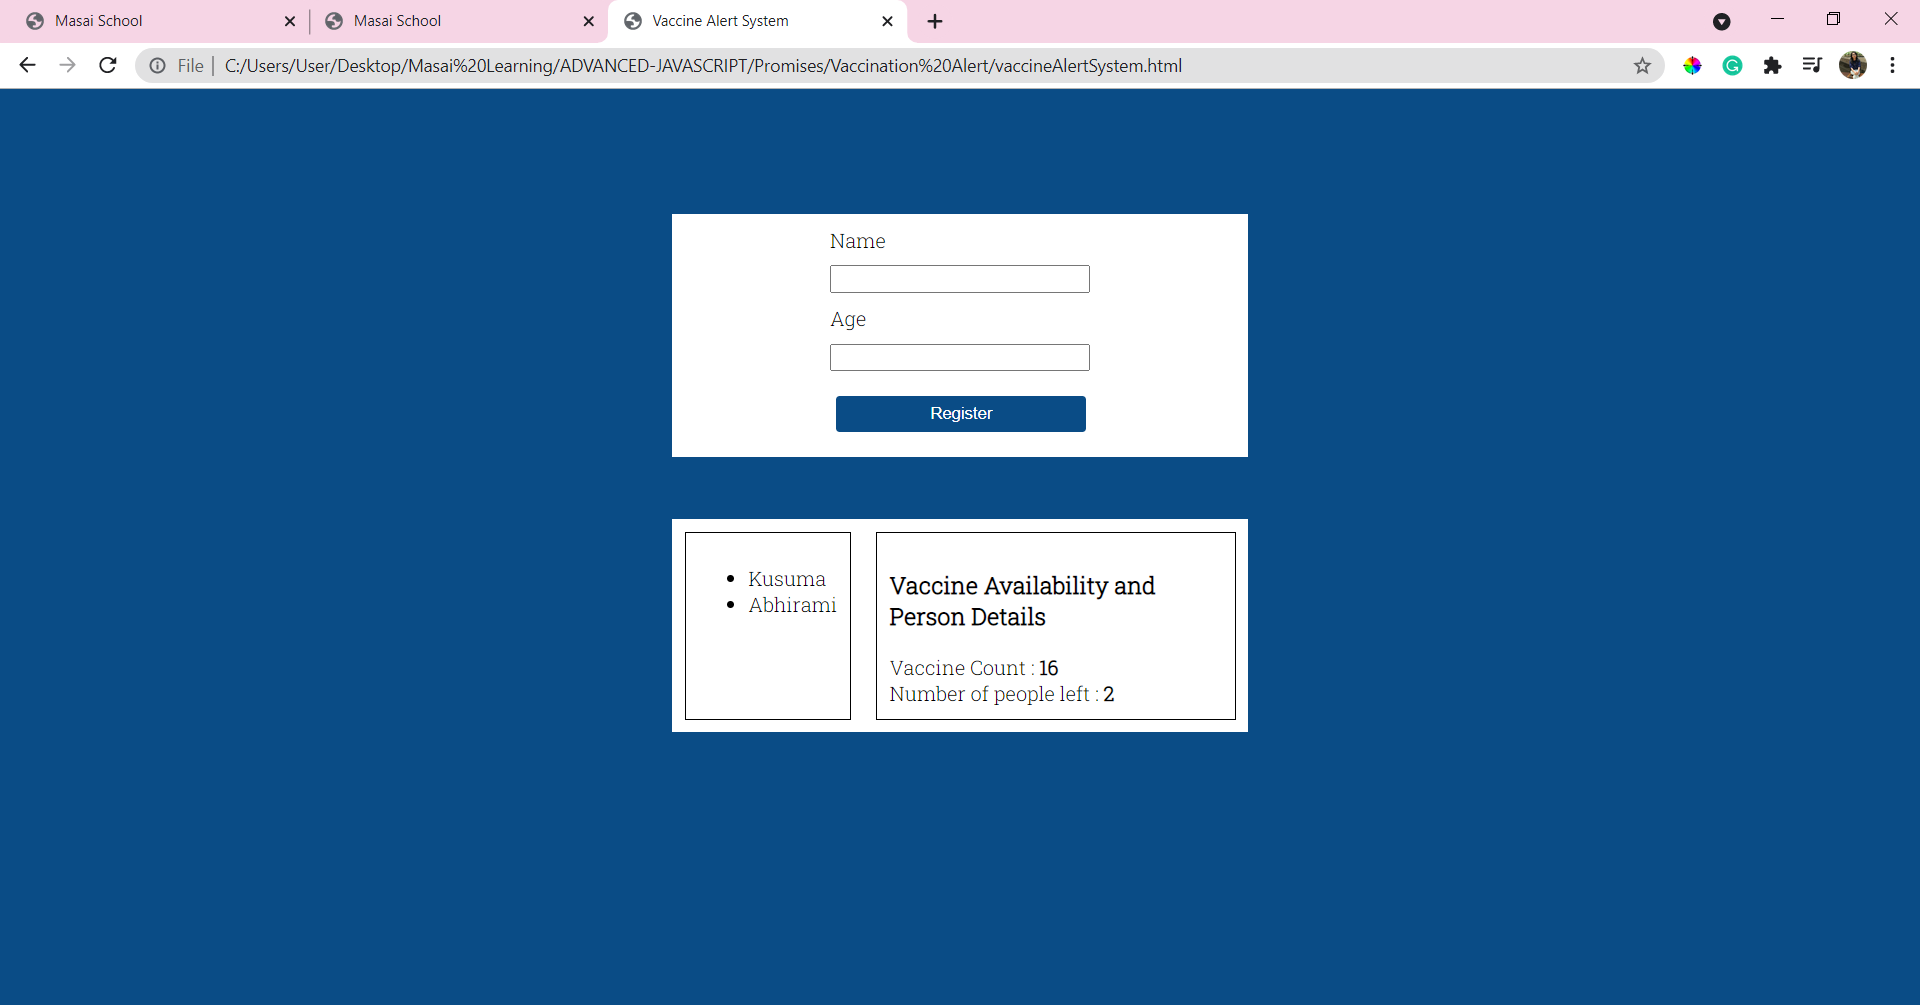 Masai School
Masai School
Vaccine Alert System
File
C:/Users/User/Desktop/Masai%20Learning/ADVANCED-JAVASCRIPT/Promises/Vaccination%20Alert/vaccineAlertSystem.html
Name
Age
Register
Kusuma
Abhirami
Vaccine Availability and
Person Details
Vaccine Count : 16
Number of people left : 2